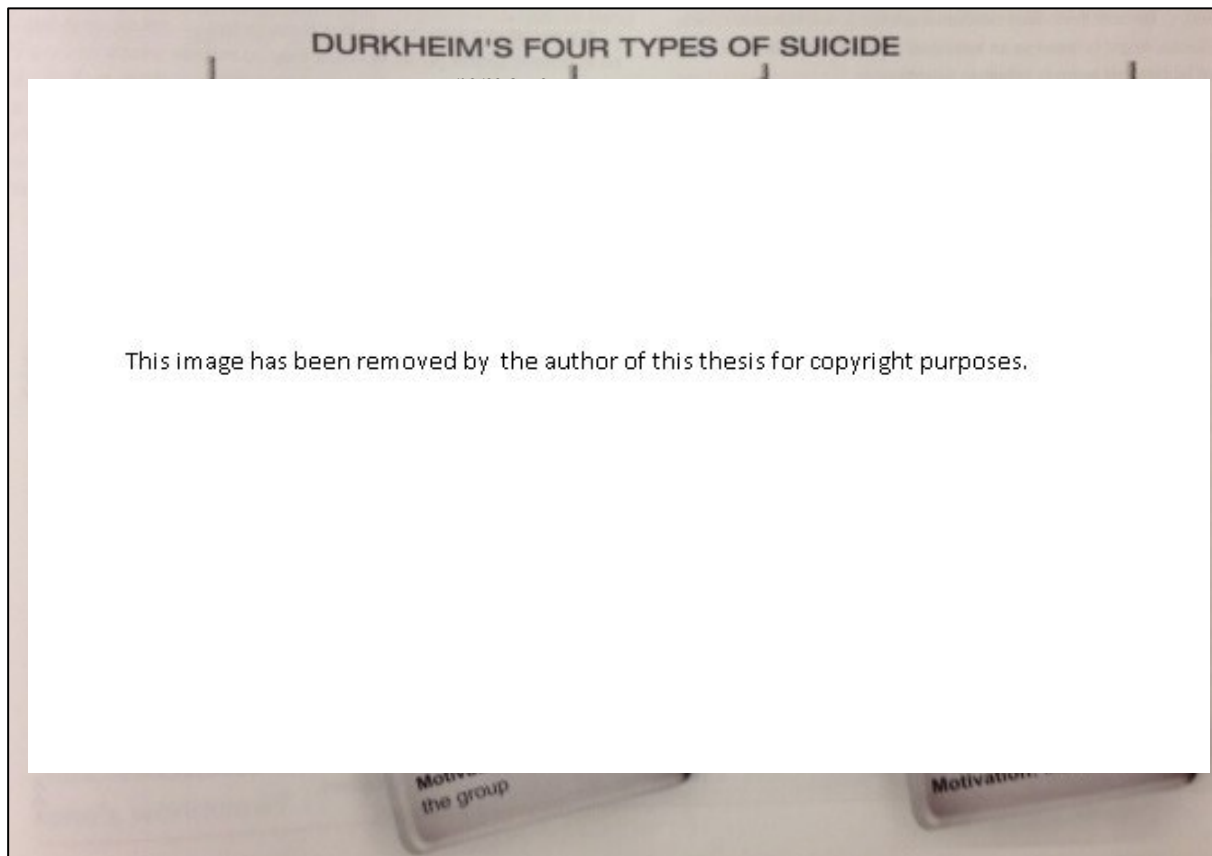 DURKHEIM'S FOUR TYPES OF SUICIDE
This image has been removed by the author of this thesis for copyright purposes.
the group